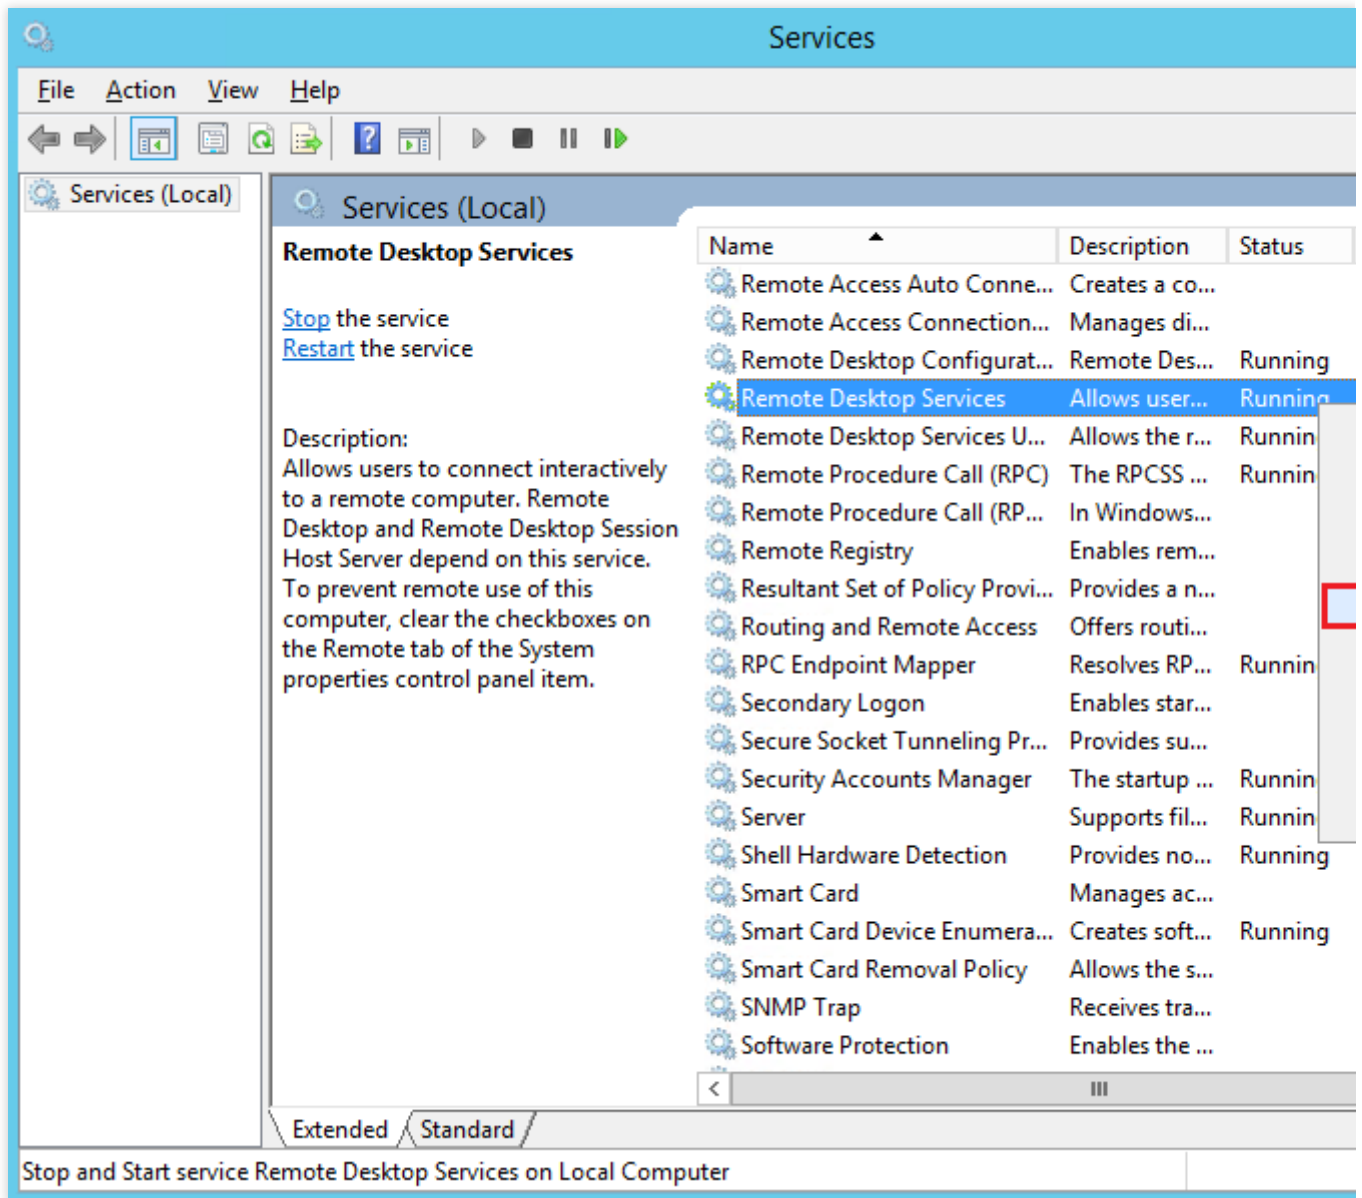 Services
File Action View Help
Services (Local)
Services (Local)
Remote Desktop Services
Stop the service
Restart the service
Description:
Allows users to connect interactively
to a remote computer. Remote
Desktop and Remote Desktop Session
Host Server depend on this service.
To prevent remote use of this
computer, clear the checkboxes on
the Remote tab of the System
properties control panel item.
Name Description Status
Remote Access Auto Conne... Creates a co...
Remote Access Connection... Manages di...
Remote Desktop Configurat... Remote Des... Running
Remote Desktop Services Allows user... Running
Remote Desktop Services U... Allows the r... Runnin
Remote Procedure Call (RPC) The RPCSS ... Runnin
Remote Procedure Call (RP... In Windows...
Remote Registry Enables rem...
Resultant Set of Policy Provi... Provides a n...
Routing and Remote Access Offers routi...
RPC Endpoint Mapper Resolves RP... Runnin
Secondary Logon Enables star...
Secure Socket Tunneling Pr... Provides su...
Security Accounts Manager The startup ... Runnin
Server Supports fil... Runnin
Shell Hardware Detection Provides no... Running
Smart Card Manages ac...
Smart Card Device Enumera... Creates soft... Running
Smart Card Removal Policy Allows the s...
SNMP Trap Receives tra...
Software Protection Enables the ...
Extended Standard
Stop and Start service Remote Desktop Services on Local Computer